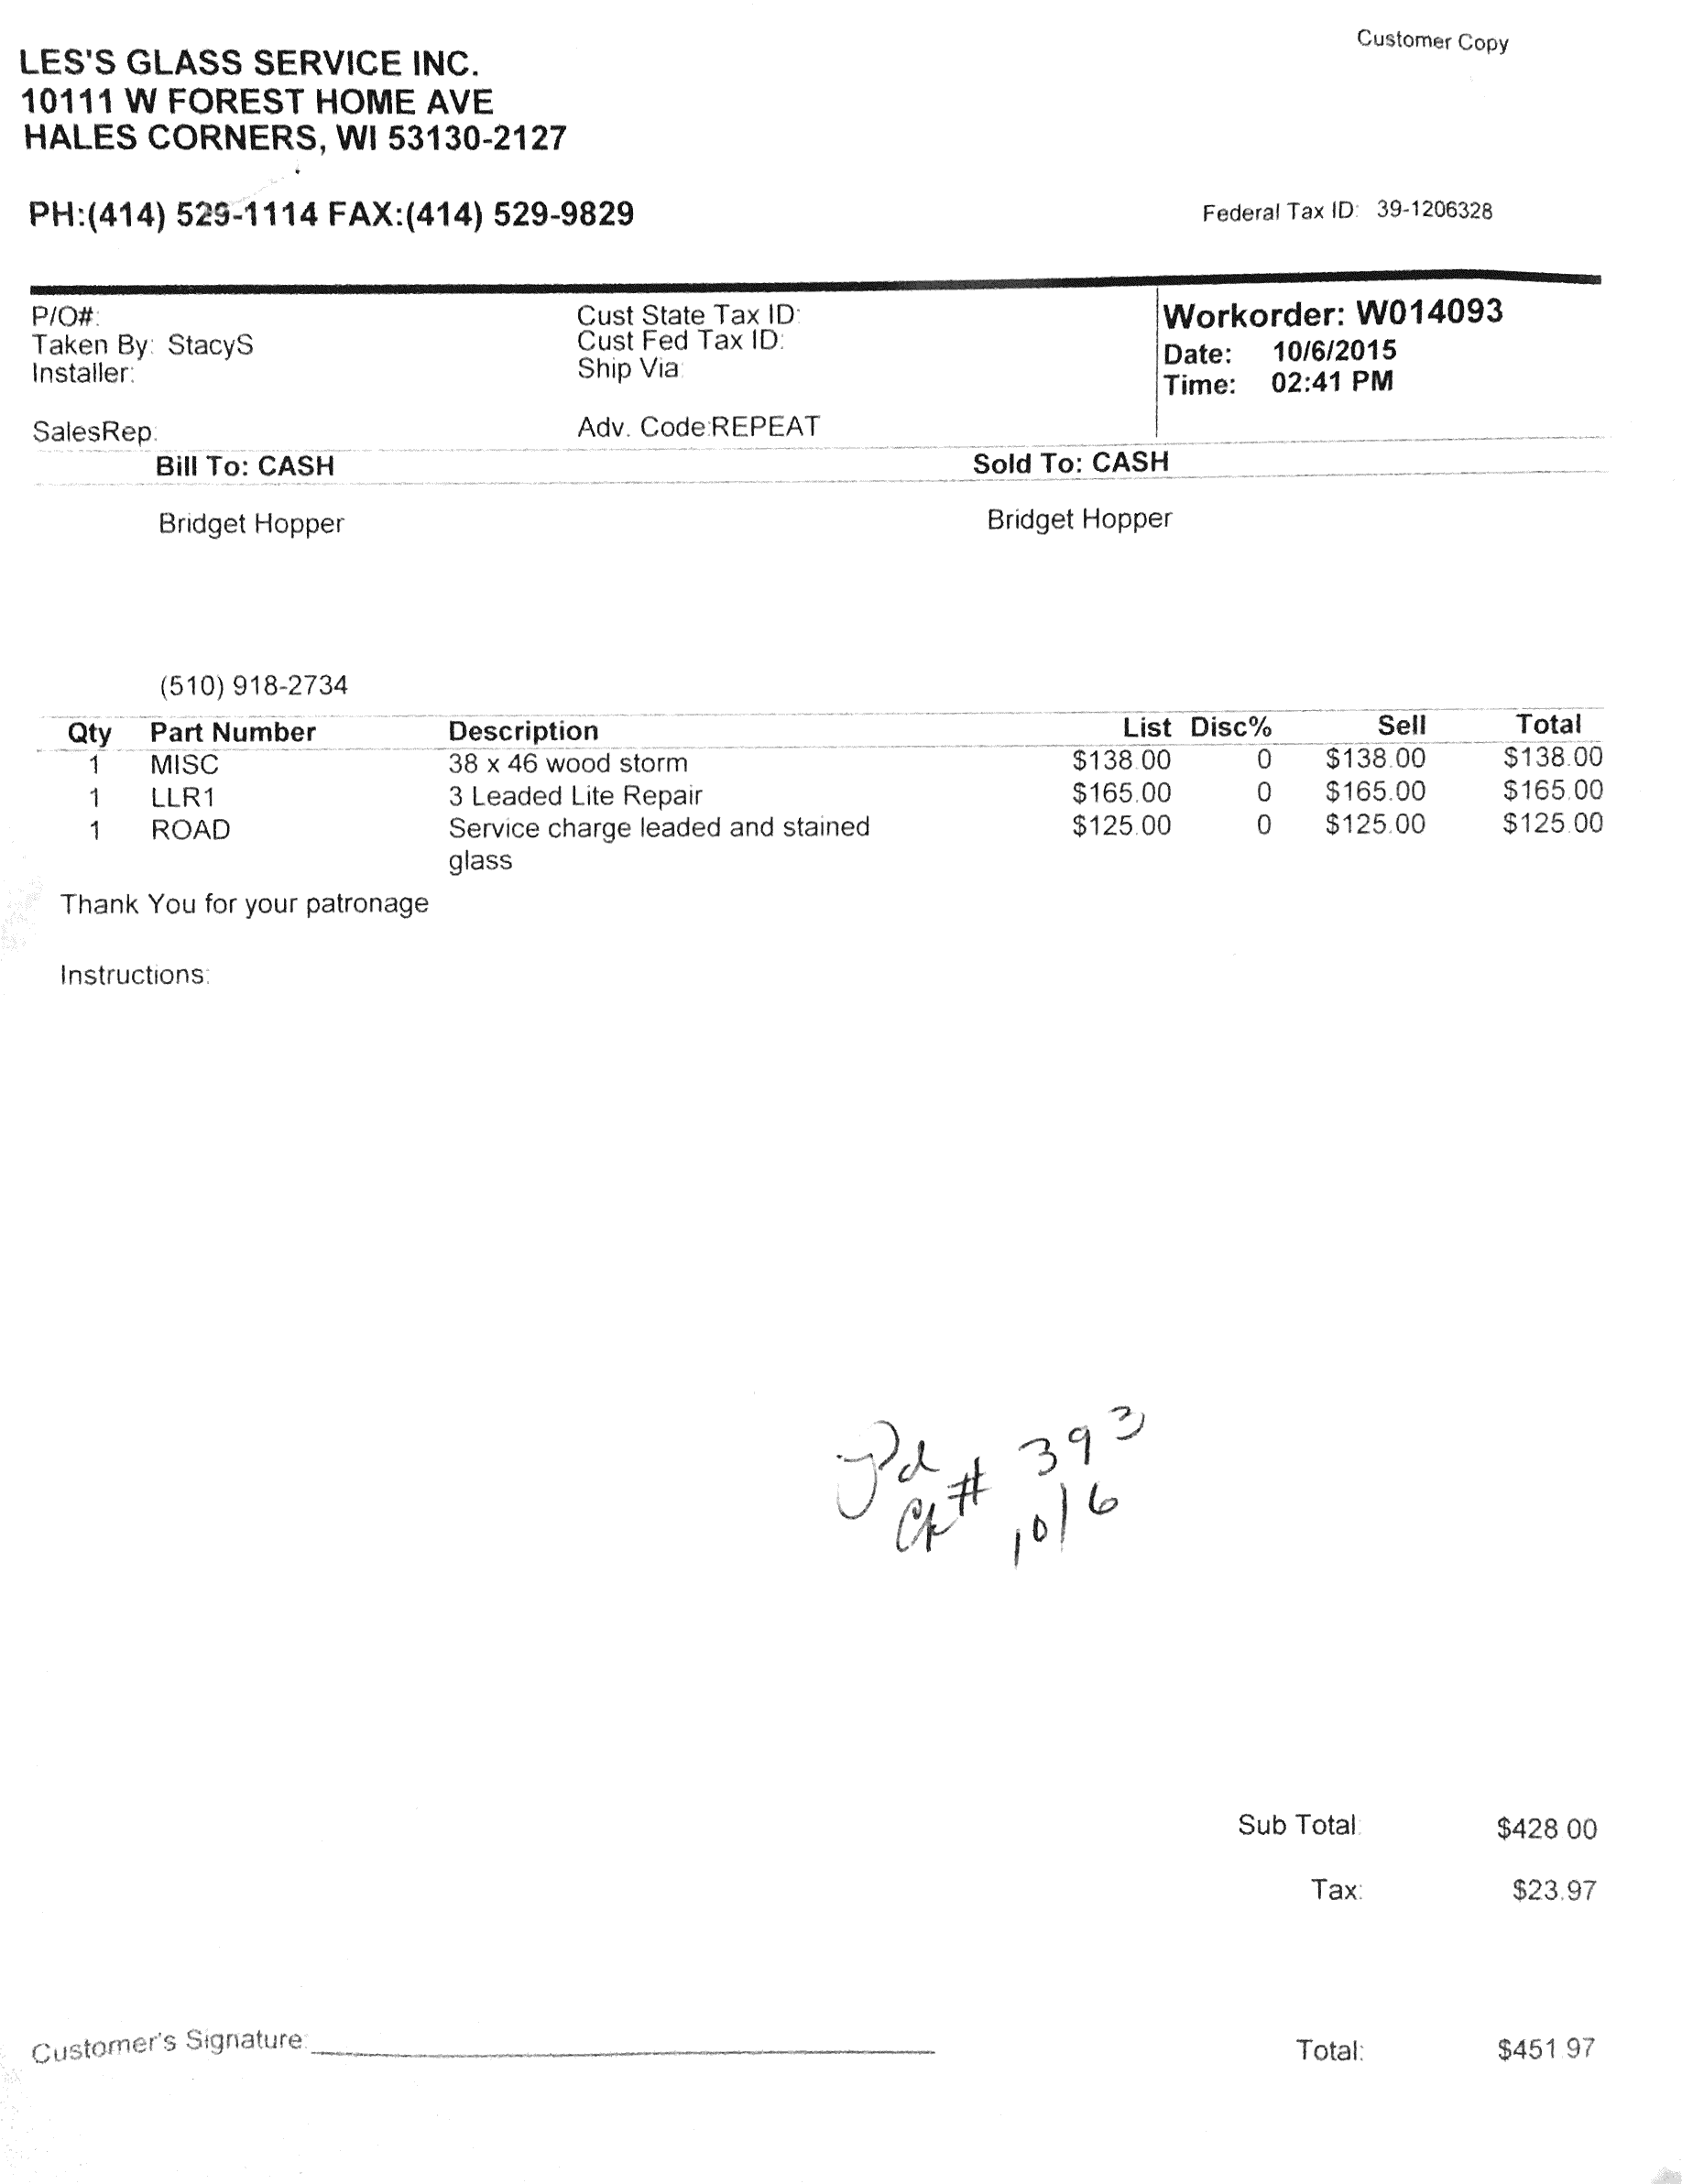 Customer Copy
LES'S GLASS SERVICE INC.
10111 W FOREST HOME AVE
HALES CORNERS, WI 53130-2127
PH:(414) 529-1114 FAX:(414) 529-9829
Federal Tax ID: 39-1206328
P/O#: Cust State Tax ID: Workorder: W014093
Taken By: StacyS Cust Fed Tax ID: Date: 10/6/2015
Installer: Ship Via: Time: 02:41 PM
SalesRep: Adv. Code:REPEAT
Bill To: CASH Sold To: CASH
Bridget Hopper Bridget Hopper
(510) 918-2734
Qty Part Number Description List Disc% Sell Total
1 MISC 38 x 46 wood storm $138.00 0 $138.00 $138.00
1 LLR1 3 Leaded Lite Repair $165.00 0 $165.00 $165.00
1 ROAD Service charge leaded and stained $125.00 0 $125.00 $125.00
glass
Thank You for your patronage
Instructions:
Pd
Ck # 393
10/6
Sub Total: $428.00
Tax: $23.97
Customer's Signature: Total: $451.97